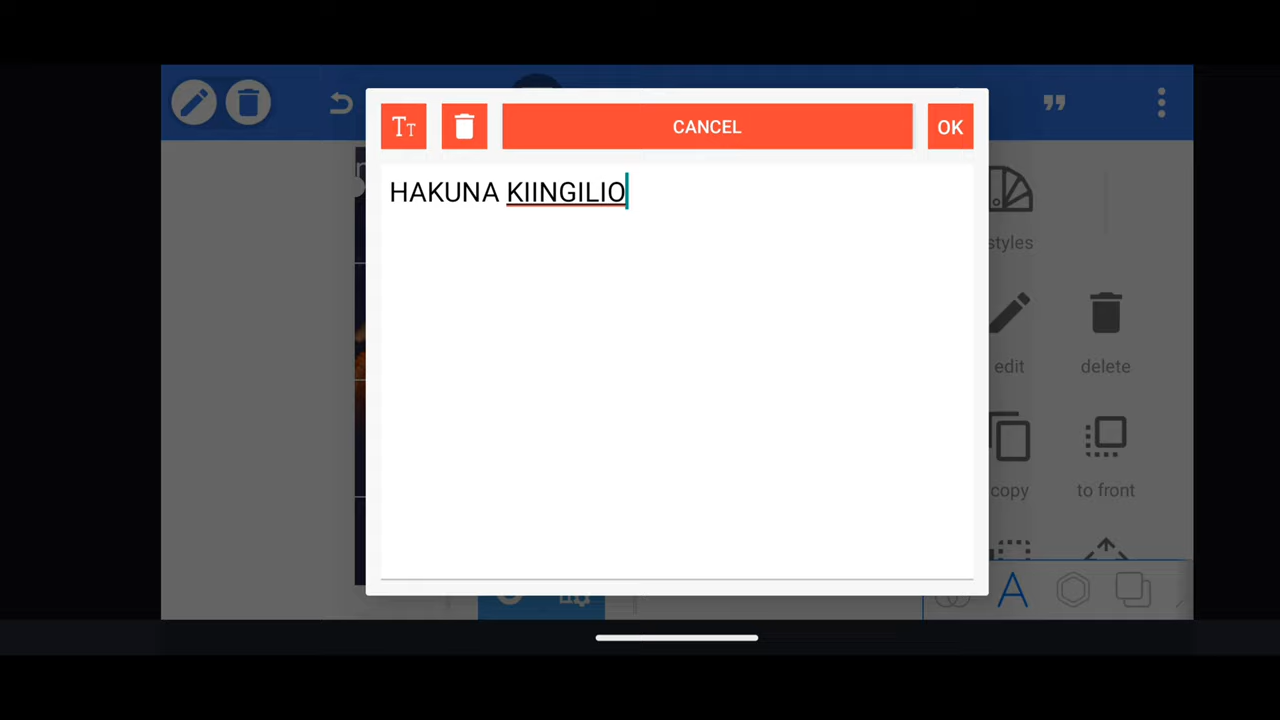 CANCEL
OK
HAKUNA KIINGILIO
styles
edit
delete
copy
to front